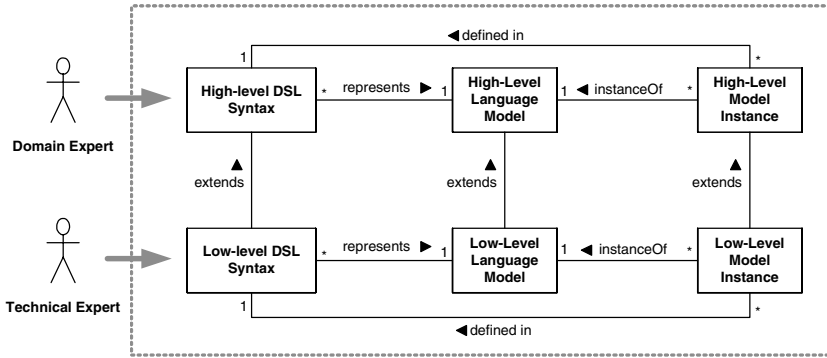 ◄ defined in
1
*
High-level DSL
Syntax
* represents ► 1
High-Level
Language
Model
1 ◄ instanceOf *
High-Level
Model
Instance
Domain Expert
▲
extends
▲
extends
▲
extends
Low-level DSL
Syntax
* represents ► 1
Low-Level
Language
Model
1 ◄ instanceOf *
Low-Level
Model
Instance
Technical Expert
1
*
◄ defined in